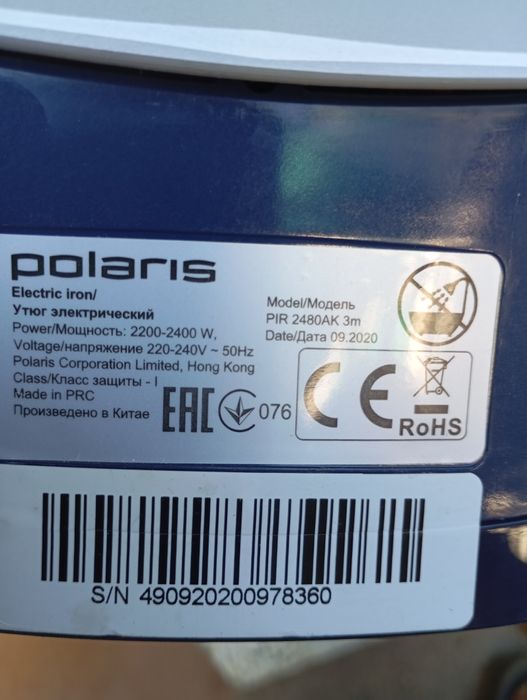 polaris
Electric iron/
Утюг электрический
Power/Мощность: 2200-2400 W,
Voltage/напряжение 220-240V ~ 50Hz
Polaris Corporation Limited, Hong Kong
Class/Класс защиты - I
Made in PRC
Произведено в Китае
Model/Модель
PIR 2480AK 3m
Date/Дата 09.2020
EAC
076
CE
RoHS
S/N 490920200978360